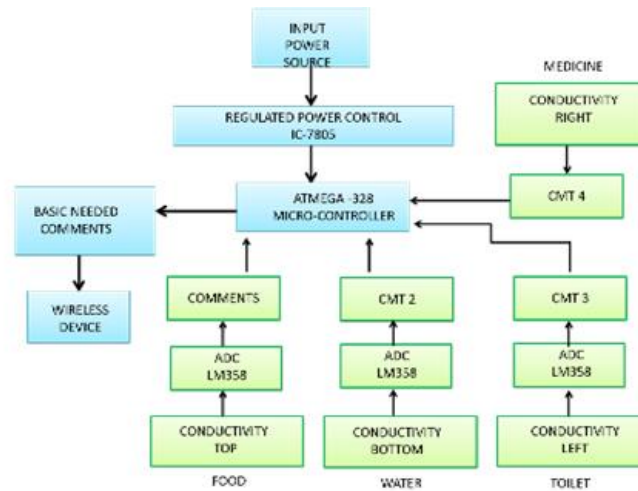 INPUT
POWER
SOURCE
MEDICINE
REGULATED POWER CONTROL
IC-7805
CONDUCTIVITY
RIGHT
ATMEGA -328
MICRO-CONTROLLER
CMT 4
BASIC NEEDED
COMMENTS
COMMENTS
CMT 2
CMT 3
WIRELESS
DEVICE
ADC
LM358
ADC
LM358
ADC
LM358
CONDUCTIVITY
TOP
CONDUCTIVITY
BOTTOM
CONDUCTIVITY
LEFT
FOOD
WATER
TOILET